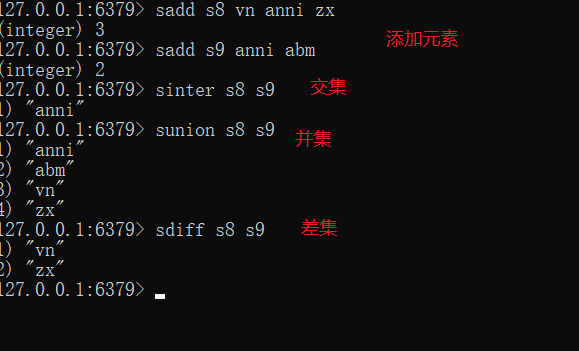 127.0.0.1:6379> sadd s8 vn anni zx
(integer) 3
添加元素
127.0.0.1:6379> sadd s9 anni abm
(integer) 2
127.0.0.1:6379> sinter s8 s9 交集
1) "anni"
127.0.0.1:6379> sunion s8 s9 并集
1) "anni"
2) "abm"
3) "vn"
4) "zx"
127.0.0.1:6379> sdiff s8 s9 差集
1) "vn"
2) "zx"
127.0.0.1:6379>